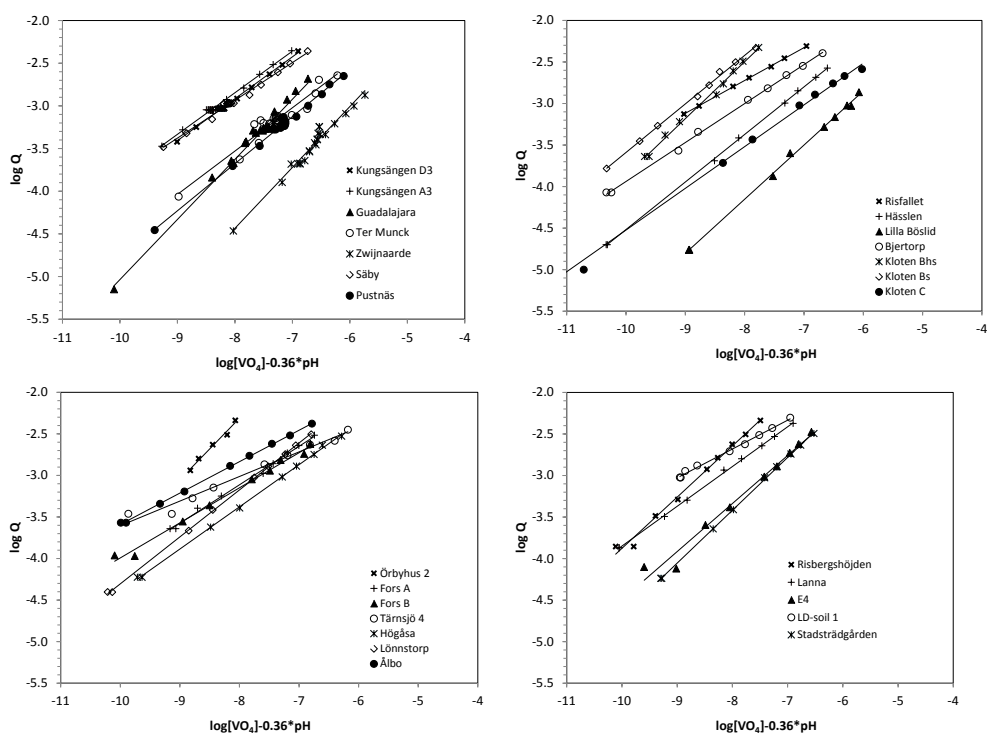 -2.0
-2.5
-3.0
-3.5
-4.0
-4.5
-5.0
-5.5
log Q
-11 -10 -9 -8 -7 -6 -5 -4
log[VO4]-0.36*pH
Kungsängen D3
Kungsängen A3
Guadalajara
Ter Munck
Zwijnaarde
Säby
Pustnäs
-2.0
-2.5
-3.0
-3.5
-4.0
-4.5
-5.0
-5.5
log Q
-11 -10 -9 -8 -7 -6 -5 -4
log[VO4]-0.36*pH
Risfallet
Hässlen
Lilla Böslid
Bjertorp
Kloten Bhs
Kloten Bs
Kloten C
-2.0
-2.5
-3.0
-3.5
-4.0
-4.5
-5.0
-5.5
log Q
-11 -10 -9 -8 -7 -6 -5 -4
log[VO4]-0.36*pH
Örbyhus 2
Fors A
Fors B
Tärnsjö 4
Högåsa
Lönnstorp
Ålbo
-2.0
-2.5
-3.0
-3.5
-4.0
-4.5
-5.0
-5.5
log Q
-11 -10 -9 -8 -7 -6 -5 -4
log[VO4]-0.36*pH
Risbergshöjden
Lanna
E4
LD-soil 1
Stadsträdgården